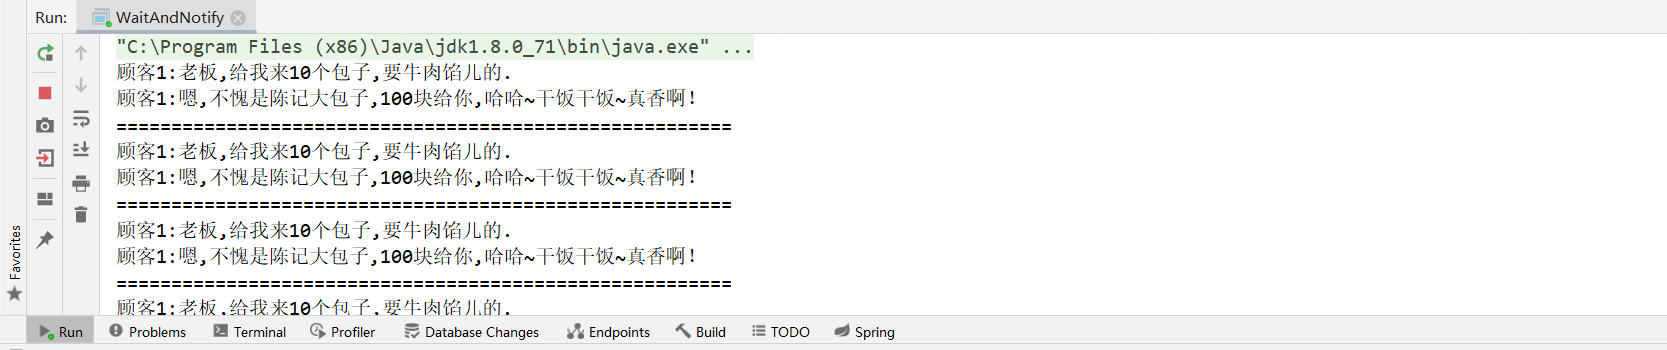 Run: WaitAndNotify
"C:\Program Files (x86)\Java\jdk1.8.0_71\bin\java.exe" ...
顾客1:老板,给我来10个包子,要牛肉馅儿的.
顾客1:嗯,不愧是陈记大包子,100块给你,哈哈~干饭干饭~真香啊!
========================================================
顾客1:老板,给我来10个包子,要牛肉馅儿的.
顾客1:嗯,不愧是陈记大包子,100块给你,哈哈~干饭干饭~真香啊!
========================================================
顾客1:老板,给我来10个包子,要牛肉馅儿的.
顾客1:嗯,不愧是陈记大包子,100块给你,哈哈~干饭干饭~真香啊!
========================================================
顾客1:老板,给我来10个包子,要牛肉馅儿的.
Favorites
Run Problems Terminal Profiler Database Changes Endpoints Build TODO Spring